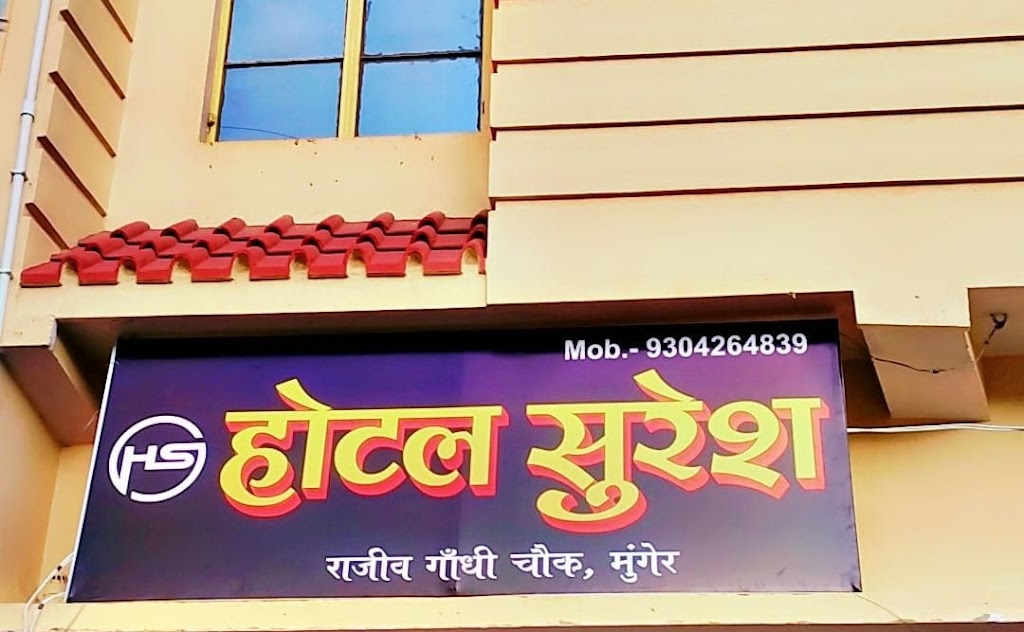 Mob.- 9304264839
HS
होटल सुरेश
राजीव गाँधी चौक, मुंगेर